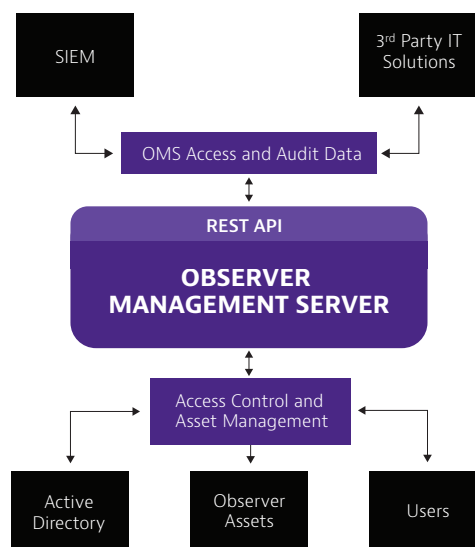 SIEM
3rd Party IT
Solutions
OMS Access and Audit Data
REST API
OBSERVER
MANAGEMENT SERVER
Access Control and
Asset Management
Active
Directory
Observer
Assets
Users